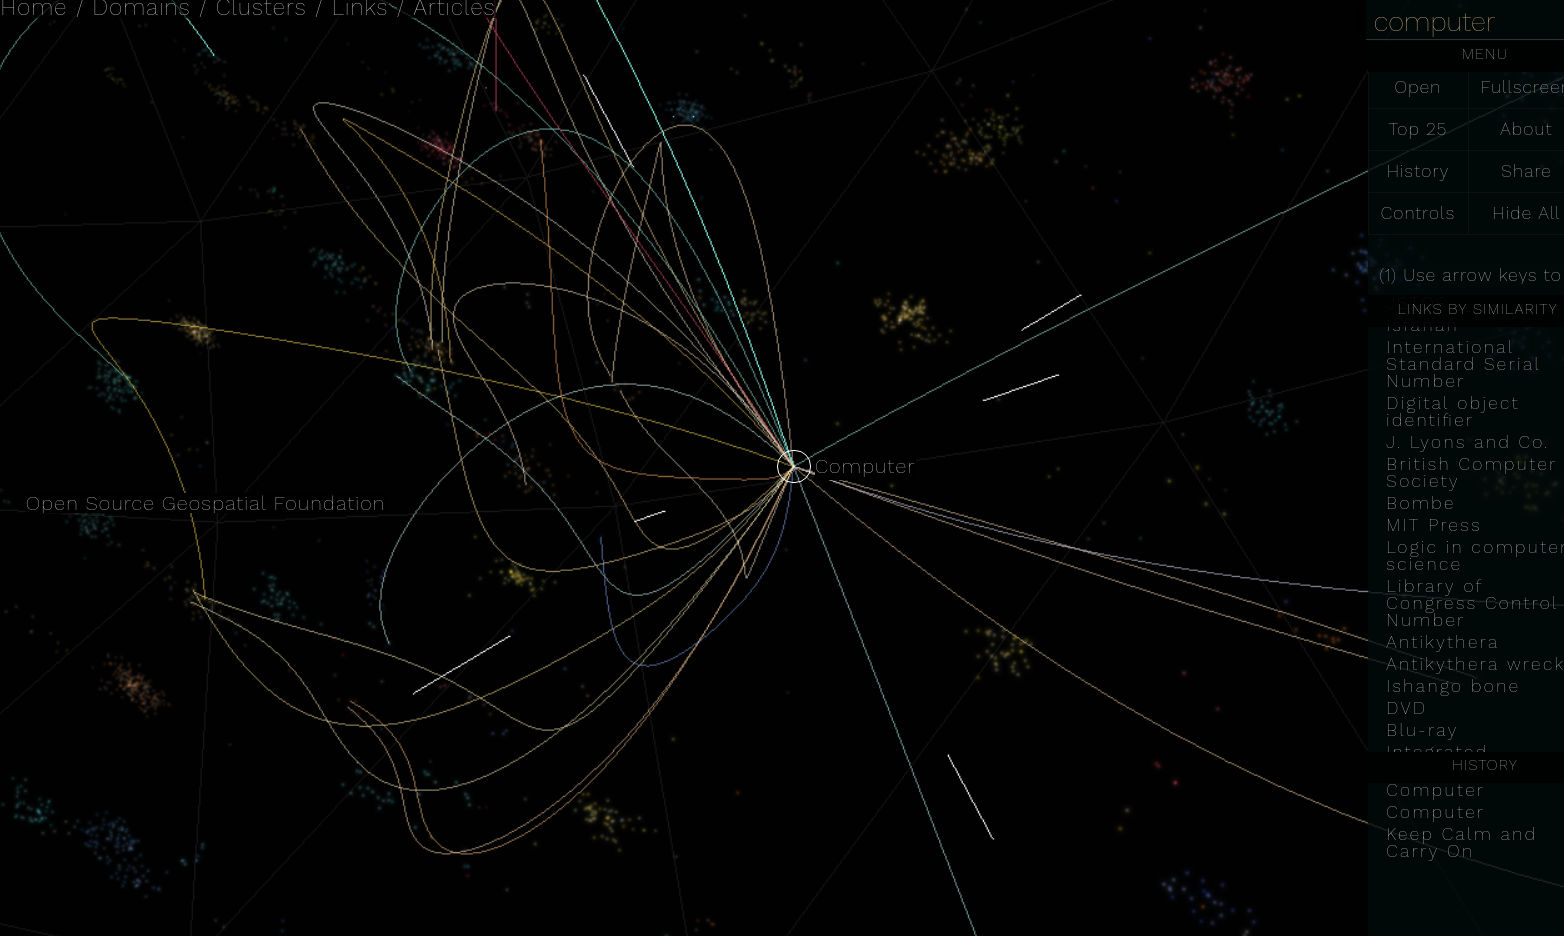 Home / Domains / Clusters / Links / Articles
computer
MENU
Open
Fullscreen
Top 25
About
History
Share
Controls
Hide All
(1) Use arrow keys to
LINKS BY SIMILARITY
International
Standard Serial
Number
Digital object
identifier
J. Lyons and Co.
British Computer
Society
Bombe
MIT Press
Logic in computer
science
Library of
Congress Control
Number
Antikythera
Antikythera wreck
Ishango bone
DVD
Blu-ray
Integrated
HISTORY
Computer
Computer
Keep Calm and
Carry On
Computer
Open Source Geospatial Foundation